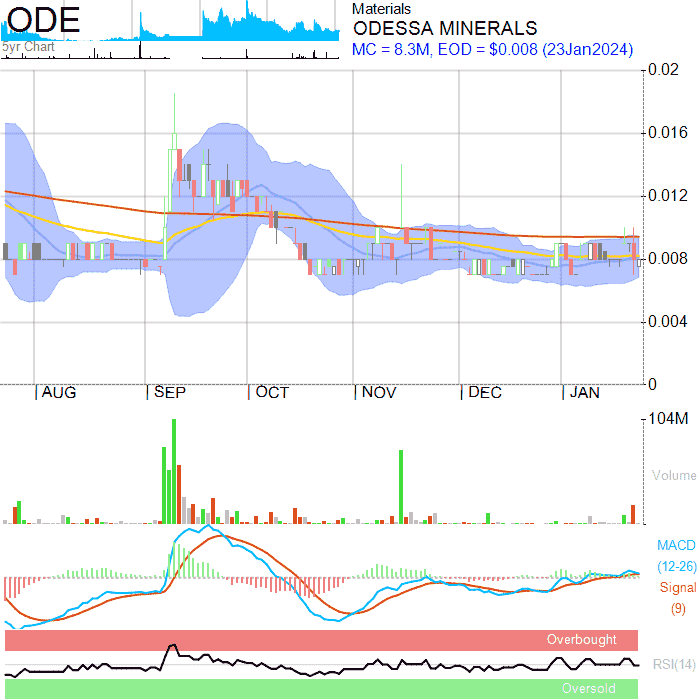 ODE
5yr Chart
Materials
ODESSA MINERALS
MC = 8.3M, EOD = $0.008 (23Jan2024)
0.02
0.016
0.012
0.008
0.004
0
AUG SEP OCT NOV DEC JAN
104M
Volume
MACD
(12-26)
Signal
(9)
Overbought
RSI(14)
Oversold